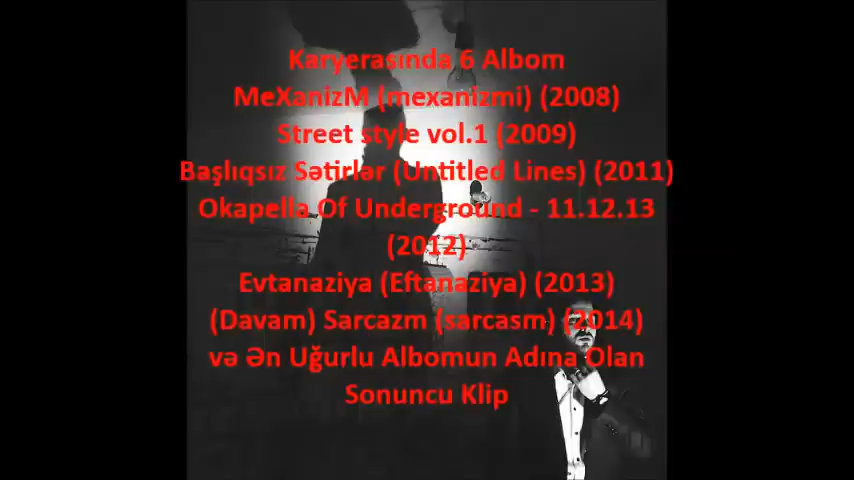 Karyerasında 6 Albom
MeXanizM (mexanizmi) (2008)
Street style vol.1 (2009)
Başlıqsız Sətirlər (Untitled Lines) (2011)
Okapella Of Underground - 11.12.13
(2012)
Evtanaziya (Eftanaziya) (2013)
(Davam) Sarcazm (sarcasm) (2014)
və Ən Uğurlu Albomun Adına Olan
Sonuncu Klip